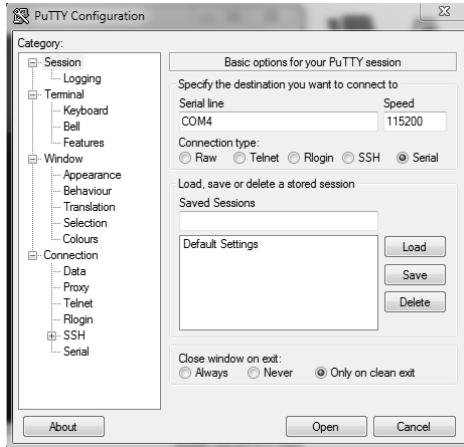 PuTTY Configuration
Category:
Session
Logging
Terminal
Keyboard
Bell
Features
Window
Appearance
Behaviour
Translation
Selection
Colours
Connection
Data
Proxy
Telnet
Rlogin
SSH
Serial
Basic options for your PuTTY session
Specify the destination you want to connect to
Serial line Speed
COM4 115200
Connection type:
Raw Telnet Rlogin SSH Serial
Load, save or delete a stored session
Saved Sessions
Default Settings
Load
Save
Delete
Close window on exit:
Always Never Only on clean exit
About Open Cancel